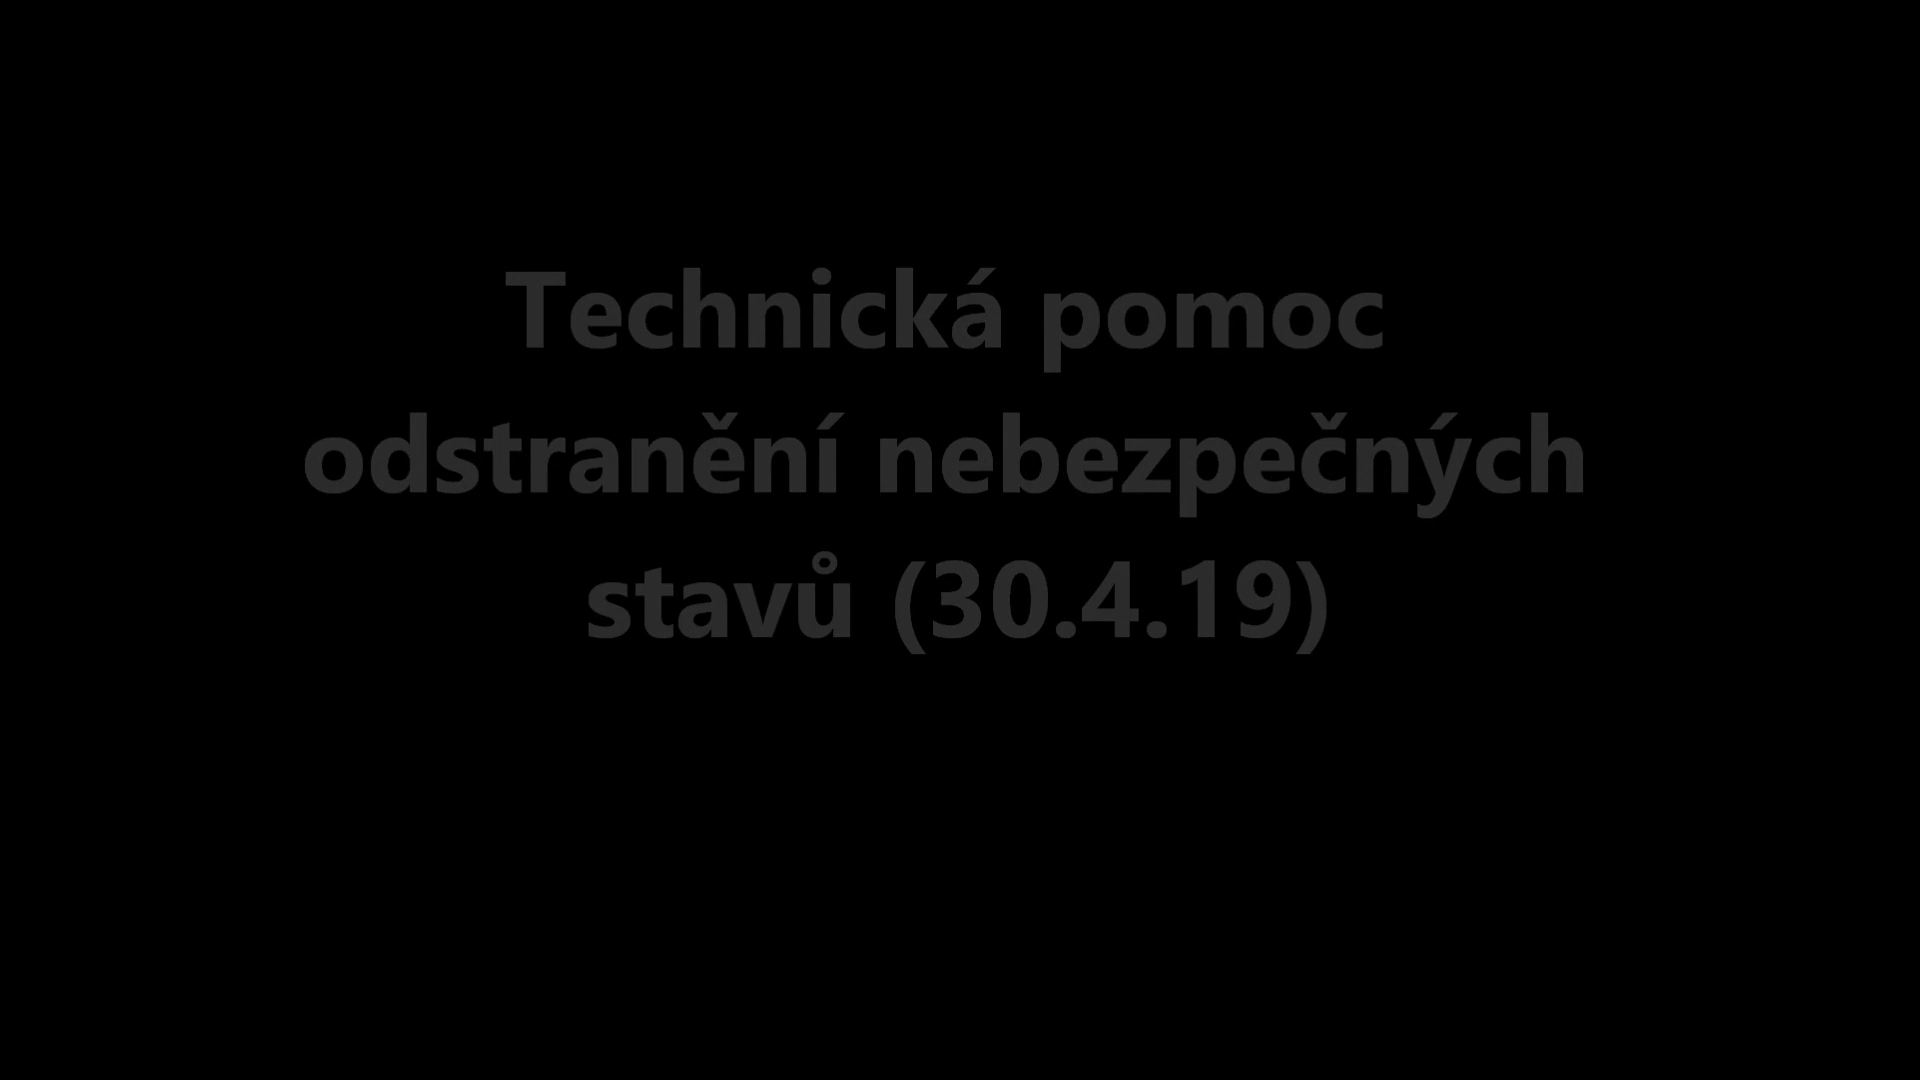 Technická pomoc
odstranění nebezpečných
stavů (30.4.19)